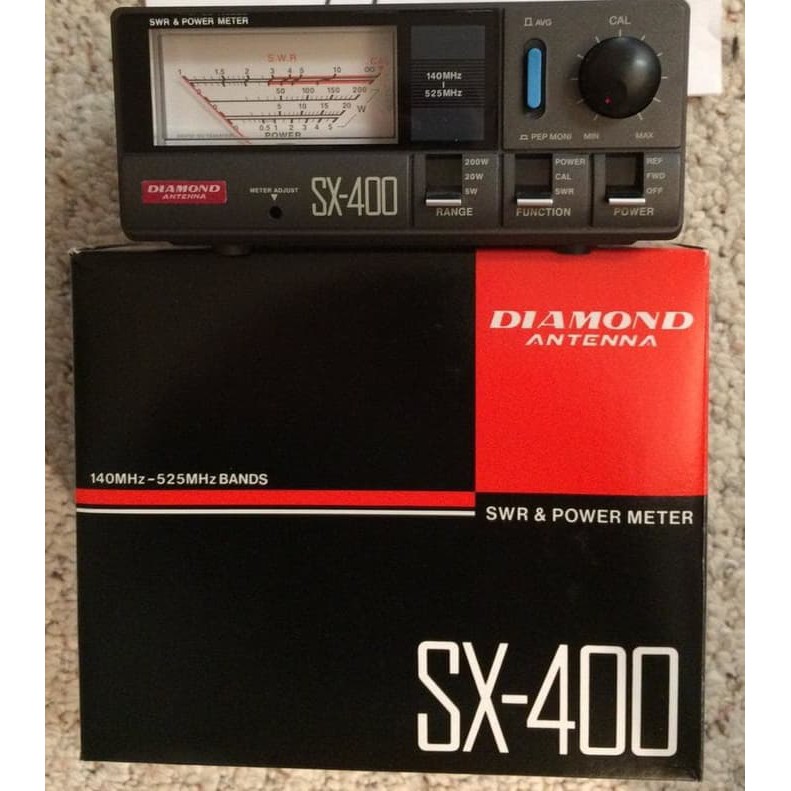 SWR & POWER METER
S.W.R
1 1.5 2 3 4 5 10 ∞
50 100 150 200
5 10 15 20 W
0.5 1 2 3 4 5
POWER
140MHz
525MHz
AVG
PEP MONI
CAL
MIN MAX
DIAMOND
ANTENNA
METER ADJUST
SX-400
200W
20W
5W
RANGE
POWER
CAL
SWR
FUNCTION
REF
FWD
OFF
POWER
DIAMOND
ANTENNA
140MHz-525MHz BANDS
SWR & POWER METER
SX-400